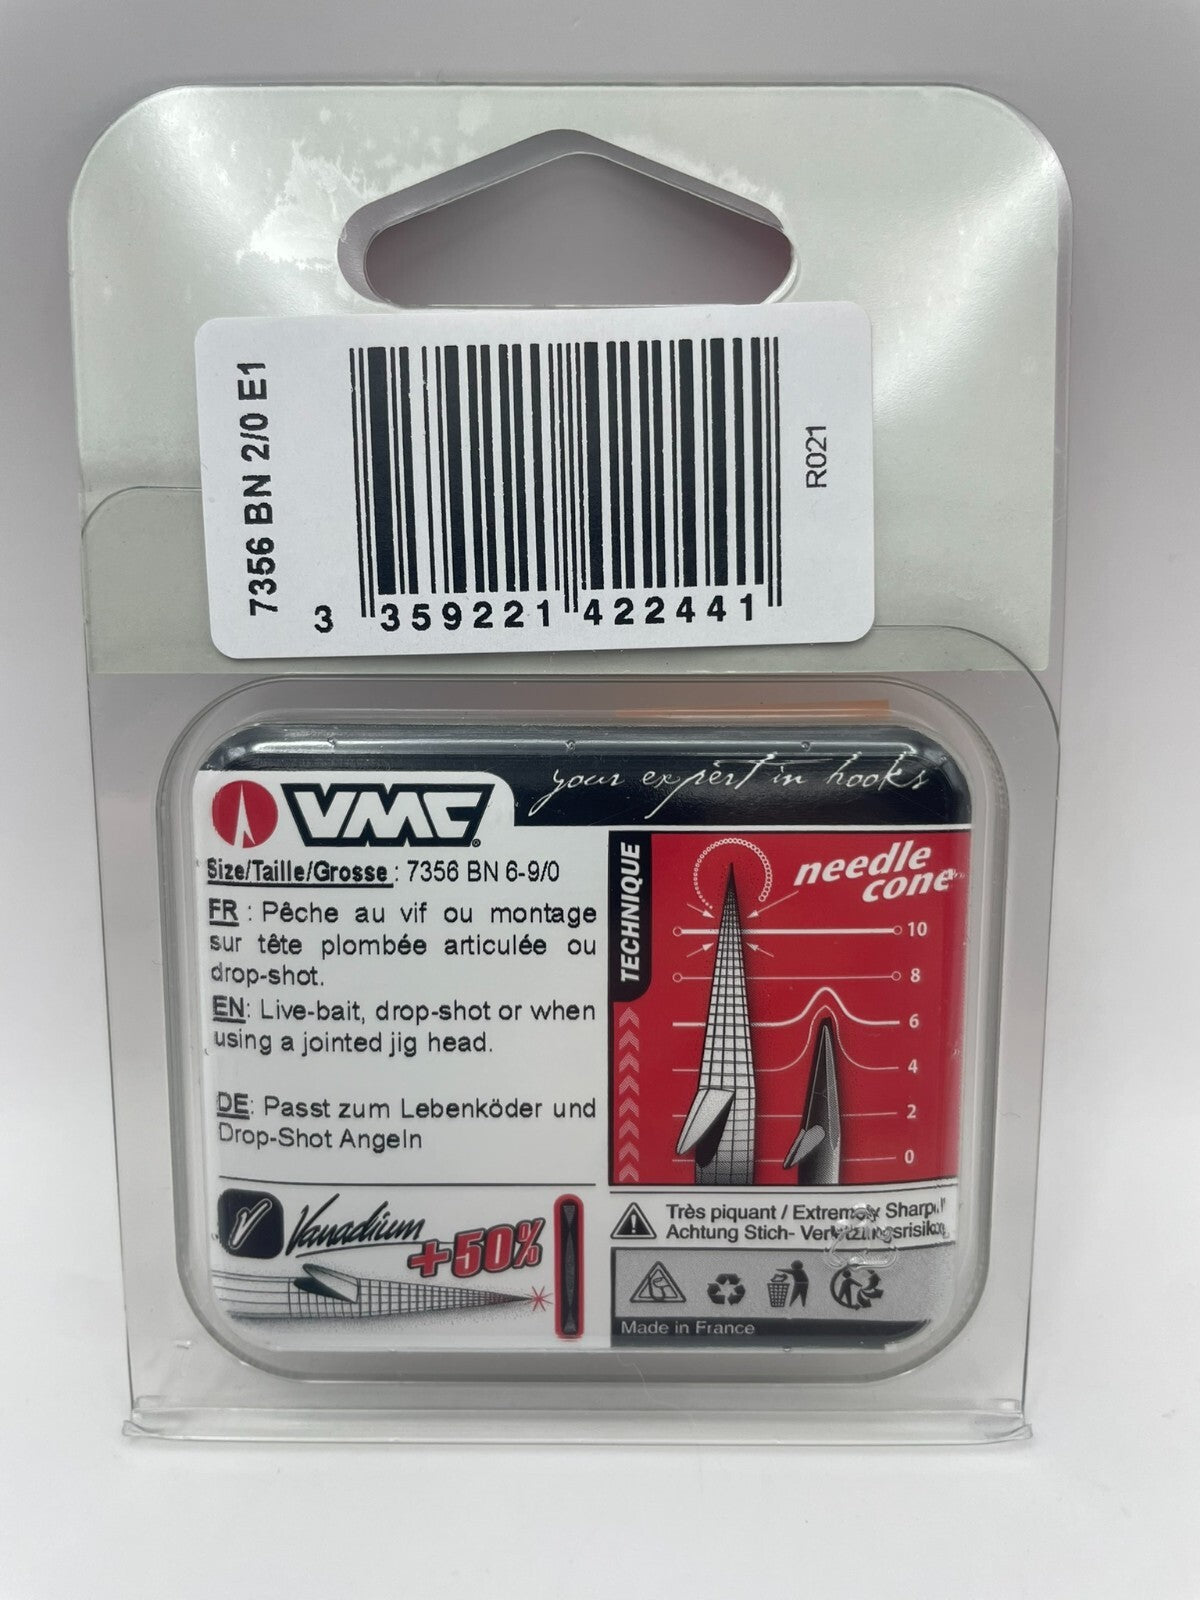 7356 BN 2/0 E1
3 359221 422441
R021
VMC
your expert in hooks
Size/Taille/Grosse : 7356 BN 6-9/0
FR : Pêche au vif ou montage
sur tête plombée articulée ou
drop-shot.
EN: Live-bait, drop-shot or when
using a jointed jig head.
DE: Passt zum Lebenköder und
Drop-Shot Angeln
Vanadium
+50%
TECHNIQUE
needle
cone
10
8
6
4
2
0
Très piquant / Extremely Sharp
Achtung Stich- Verletzungsrisiko
Made in France